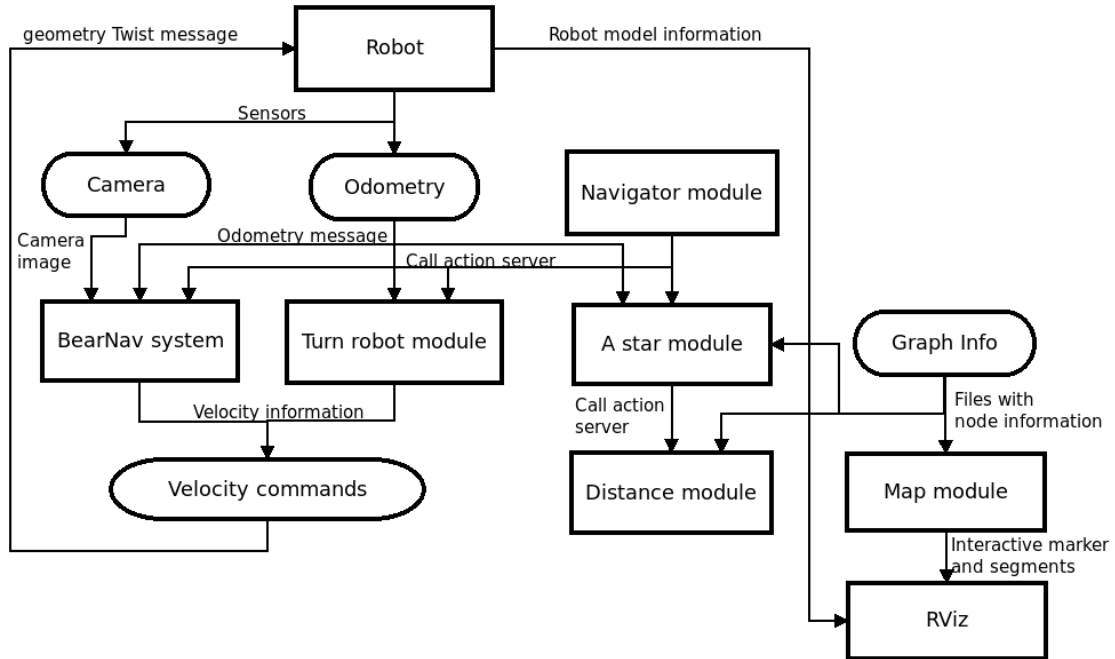 geometry Twist message
Robot
Robot model information
Sensors
Camera
Odometry
Navigator module
Camera
image
Odometry message
Call action server
BearNav system
Turn robot module
A star module
Graph Info
Velocity information
Call action
server
Files with
node information
Velocity commands
Distance module
Map module
Interactive marker
and segments
RViz